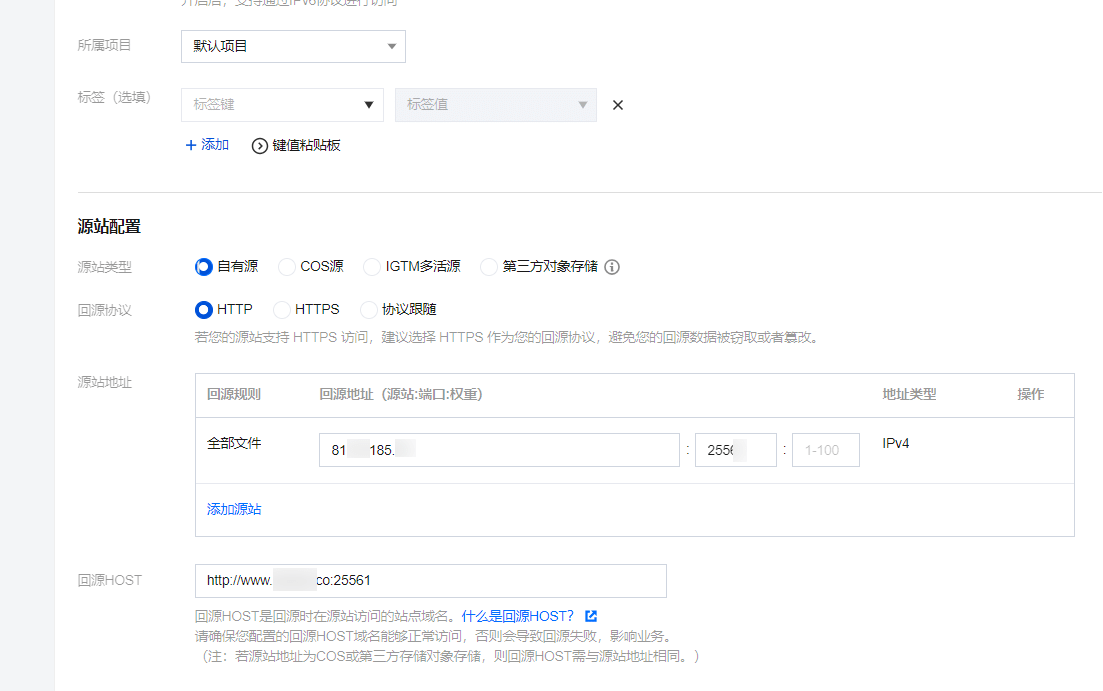 所属项目
默认项目
标签（选填）
标签键
标签值
添加
键值粘贴板
源站配置
源站类型
自有源
COS源
IGTM多活源
第三方对象存储
回源协议
HTTP
HTTPS
协议跟随
若您的源站支持 HTTPS 访问，建议选择 HTTPS 作为您的回源协议，避免您的回源数据被窃取或者篡改。
源站地址
回源规则
回源地址（源站:端口:权重）
地址类型
操作
全部文件
81 185.
:
2556
:
1-100
IPv4
添加源站
回源HOST
http://www. co:25561
回源HOST是回源时在源站访问的站点域名。什么是回源HOST？
请确保您配置的回源HOST域名能够正常访问，否则会导致回源失败，影响业务。
（注：若源站地址为COS或第三方存储对象存储，则回源HOST需与源站地址相同。）